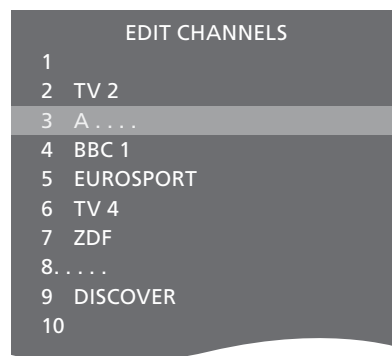 EDIT CHANNELS
1
2 TV 2
3 A . . . .
4 BBC 1
5 EUROSPORT
6 TV 4
7 ZDF
8. . . . .
9 DISCOVER
10